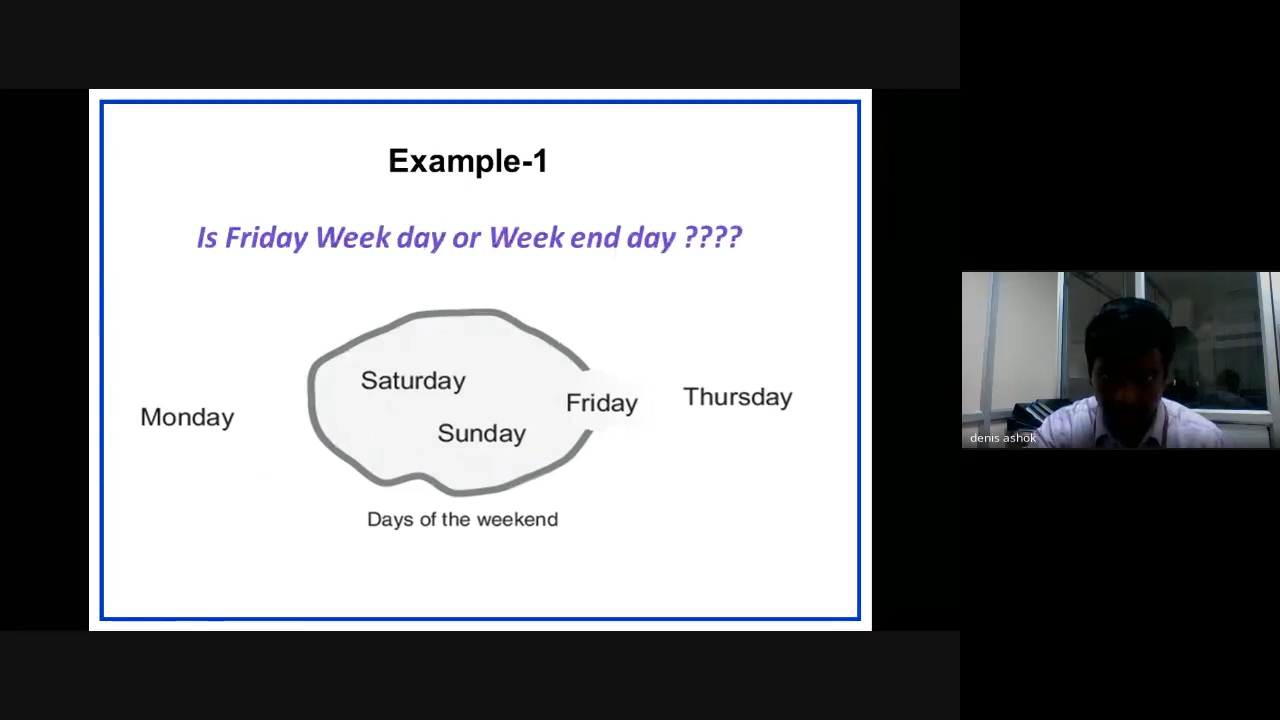 Example-1
Is Friday Week day or Week end day ????
Saturday
Monday
Friday
Thursday
Sunday
Days of the weekend
denis ashok